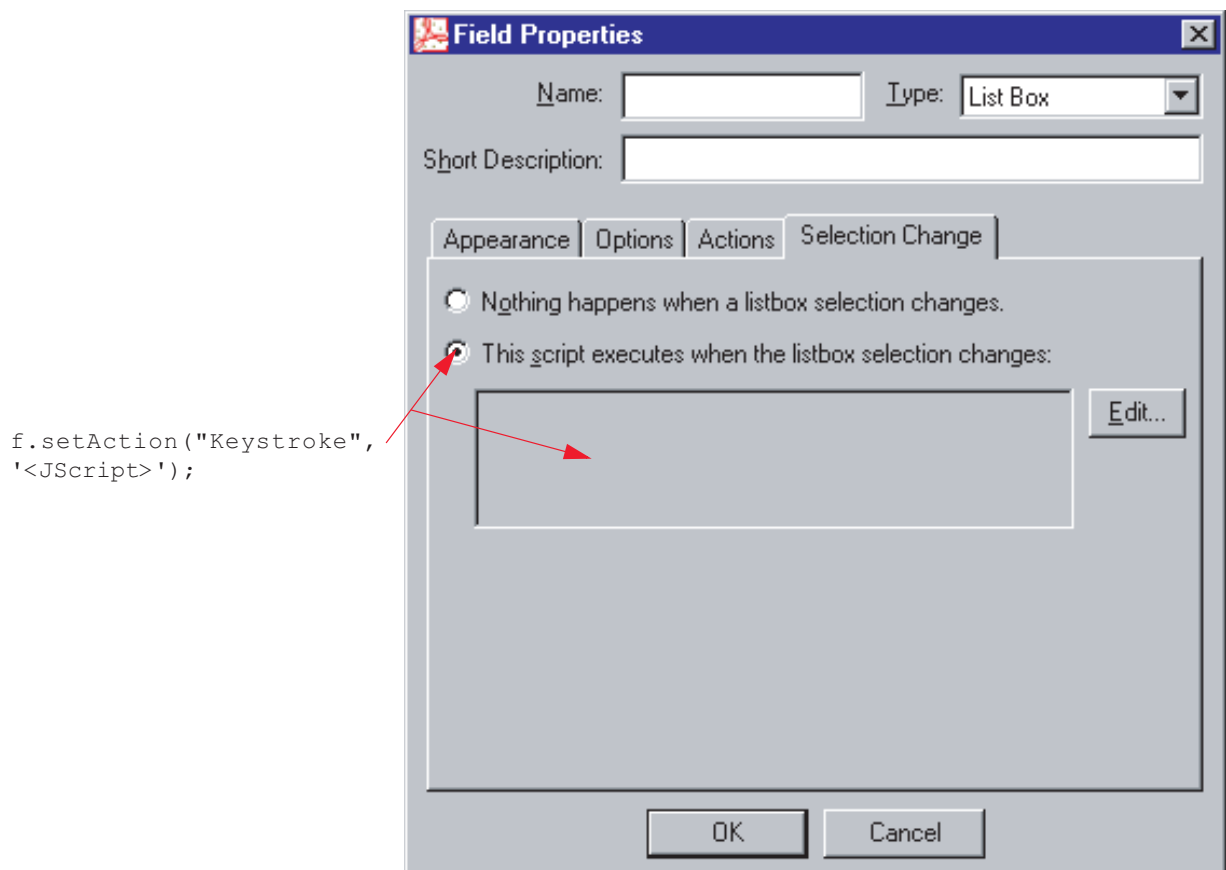 Field Properties
Name:
Type: List Box
Short Description:
Appearance Options Actions Selection Change
Nothing happens when a listbox selection changes.
This script executes when the listbox selection changes:
Edit...
f.setAction("Keystroke",
'<JScript>');
OK Cancel